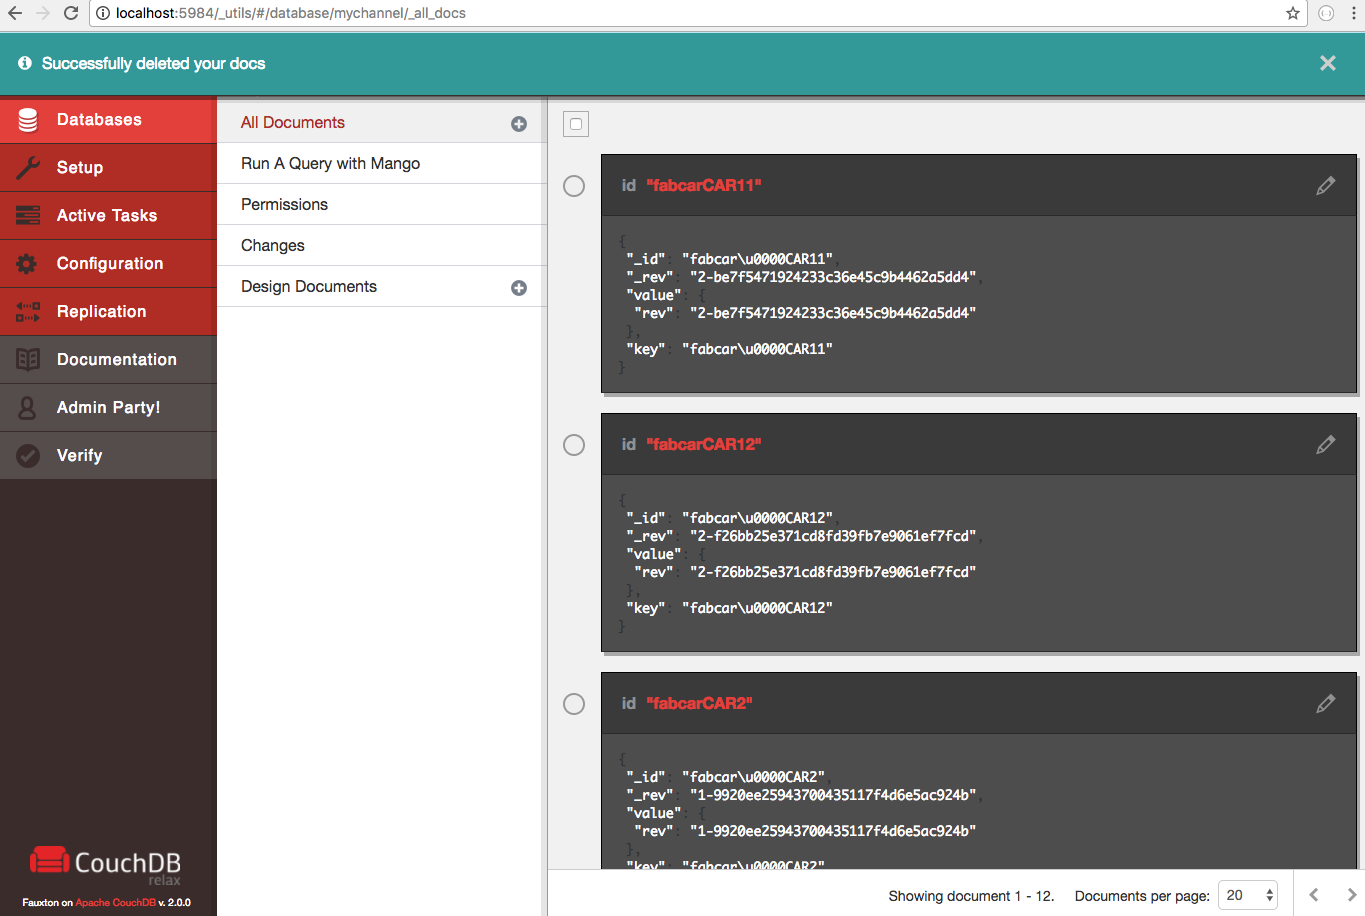 localhost:5984/_utils/#/database/mychannel/_all_docs
Successfully deleted your docs
Databases
Setup
Active Tasks
Configuration
Replication
Documentation
Admin Party!
Verify
CouchDB
relax
Fauxton on Apache CouchDB v. 2.0.0
All Documents
Run A Query with Mango
Permissions
Changes
Design Documents
id "fabcarCAR11"
{
"_id": "fabcar\u0000CAR11",
"_rev": "2-be7f5471924233c36e45c9b4462a5dd4",
"value": {
"rev": "2-be7f5471924233c36e45c9b4462a5dd4"
},
"key": "fabcar\u0000CAR11"
}
id "fabcarCAR12"
{
"_id": "fabcar\u0000CAR12",
"_rev": "2-f26bb25e371cd8fd39fb7e9061ef7fcd",
"value": {
"rev": "2-f26bb25e371cd8fd39fb7e9061ef7fcd"
},
"key": "fabcar\u0000CAR12"
}
id "fabcarCAR2"
{
"_id": "fabcar\u0000CAR2",
"_rev": "1-9920ee25943700435117f4d6e5ac924b",
"value": {
"rev": "1-9920ee25943700435117f4d6e5ac924b"
},
"key": "fabcar\u0000CAR2"
Showing document 1 - 12. Documents per page: 20